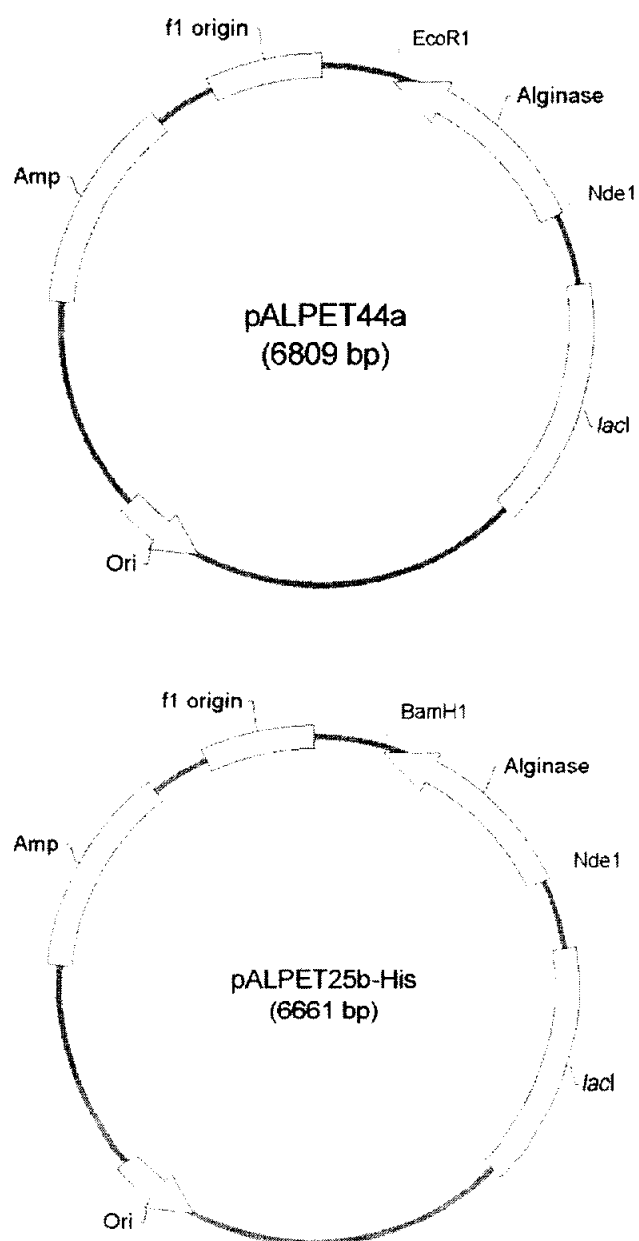 f1 origin
EcoR1
Alginase
Amp
Nde1
pALPET44a
(6809 bp)
lacI
Ori
f1 origin
BamH1
Alginase
Amp
Nde1
pALPET25b-His
(6661 bp)
lacI
Ori